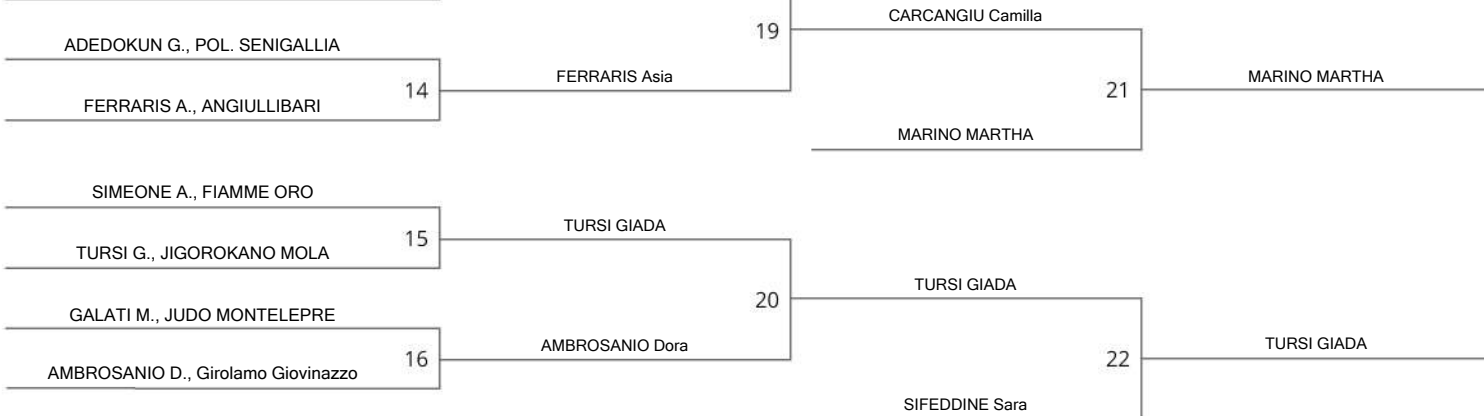 CARCANGIU Camilla
19
ADEDOKUN G., POL. SENIGALLIA
FERRARIS Asia
MARINO MARTHA
14
21
FERRARIS A., ANGIULLIBARI
MARINO MARTHA
SIMEONE A., FIAMME ORO
TURSI GIADA
15
TURSI G., JIGOROKANO MOLA
TURSI GIADA
20
GALATI M., JUDO MONTELEPRE
AMBROSANIO Dora
TURSI GIADA
16
22
AMBROSANIO D., Girolamo Giovinazzo
SIFEDDINE Sara